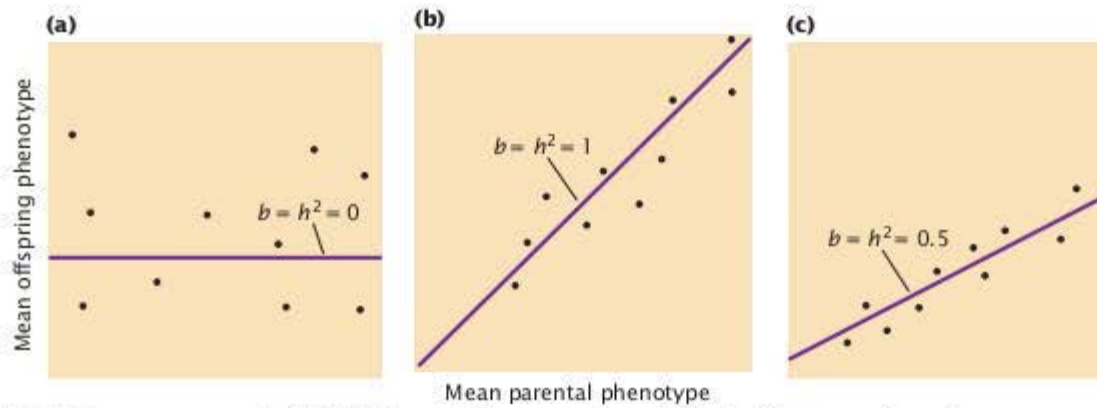 (a)
(b)
(c)
Mean offspring phenotype
b = h² = 0
b = h² = 1
b = h² = 0.5
Mean parental phenotype